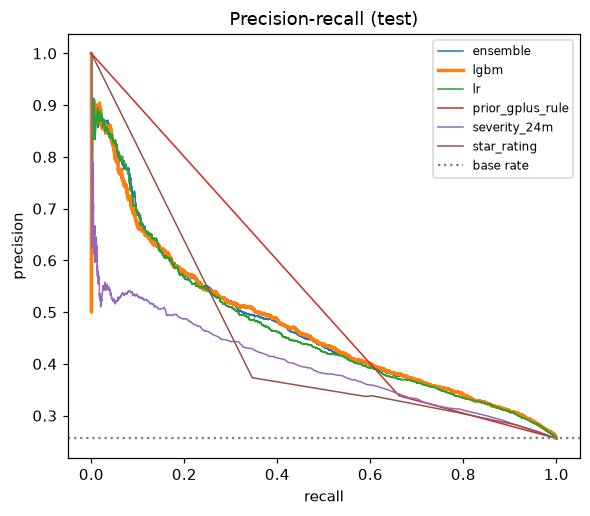 Precision-recall (test)
ensemble
lgbm
lr
prior_gplus_rule
severity_24m
star_rating
base rate
1.0
0.9
0.8
0.7
0.6
0.5
0.4
0.3
precision
0.0 0.2 0.4 0.6 0.8 1.0
recall